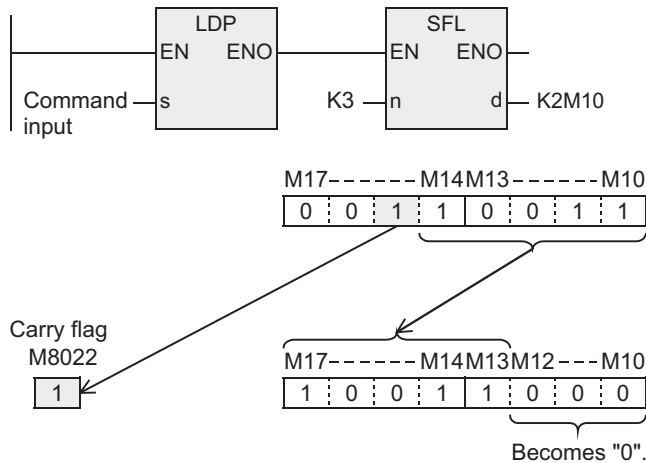 LDP
EN ENO
Command input
s
SFL
EN ENO
K3
n d
K2M10
M17------M14M13------M10
0 0 1 1 0 0 1 1
Carry flag
M8022
1
M17------M14M13M12---M10
1 0 0 1 1 0 0 0
Becomes "0".